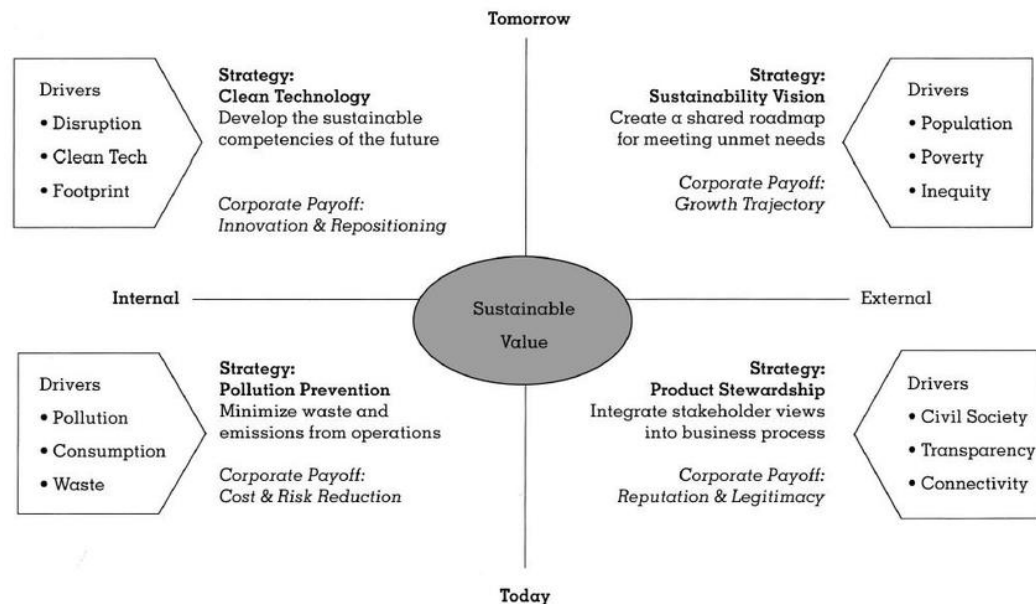 Tomorrow
Drivers
• Disruption
• Clean Tech
• Footprint
Strategy:
Clean Technology
Develop the sustainable
competencies of the future
Corporate Payoff:
Innovation & Repositioning
Strategy:
Sustainability Vision
Create a shared roadmap
for meeting unmet needs
Corporate Payoff:
Growth Trajectory
Drivers
• Population
• Poverty
• Inequity
Internal
Sustainable
Value
External
Drivers
• Pollution
• Consumption
• Waste
Strategy:
Pollution Prevention
Minimize waste and
emissions from operations
Corporate Payoff:
Cost & Risk Reduction
Strategy:
Product Stewardship
Integrate stakeholder views
into business process
Corporate Payoff:
Reputation & Legitimacy
Drivers
• Civil Society
• Transparency
• Connectivity
Today